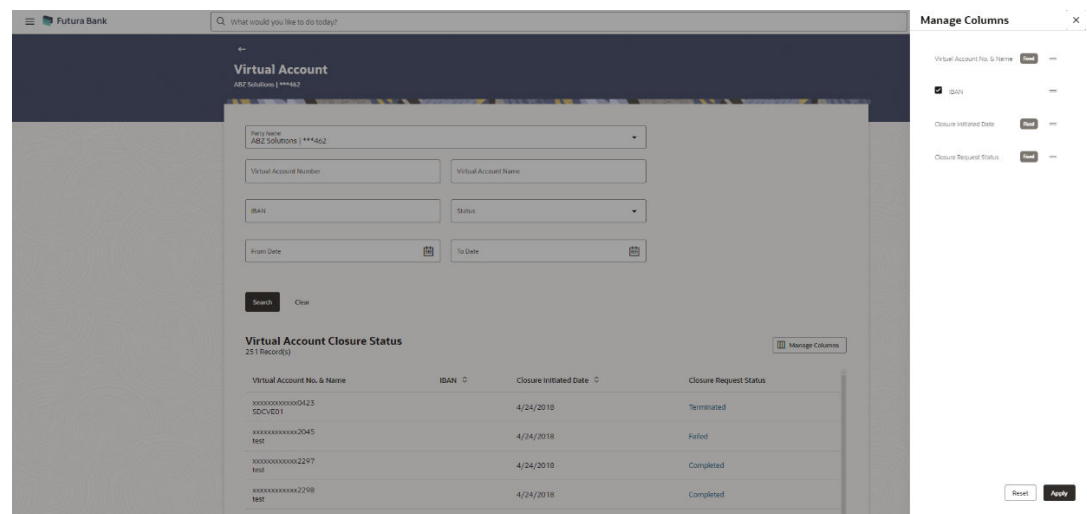 Futura Bank
What would you like to do today?
Manage Columns
Virtual Account
ABZ Solutions | ***462
Party Name
ABZ Solutions | ***462
Virtual Account Number
Virtual Account Name
IBAN
Status
From Date
To Date
Search
Clear
Virtual Account Closure Status
251 Record(s)
Manage Columns
Virtual Account No. & Name
IBAN
Closure Initiated Date
Closure Request Status
xxxxxxxxxxxx0423
SDCVE01
4/24/2018
Terminated
xxxxxxxxxxxx2045
test
4/24/2018
Failed
xxxxxxxxxxxx2297
test
4/24/2018
Completed
xxxxxxxxxxxx2298
test
4/24/2018
Completed
Virtual Account No. & Name
Fixed
IBAN
Closure Initiated Date
Fixed
Closure Request Status
Fixed
Reset
Apply